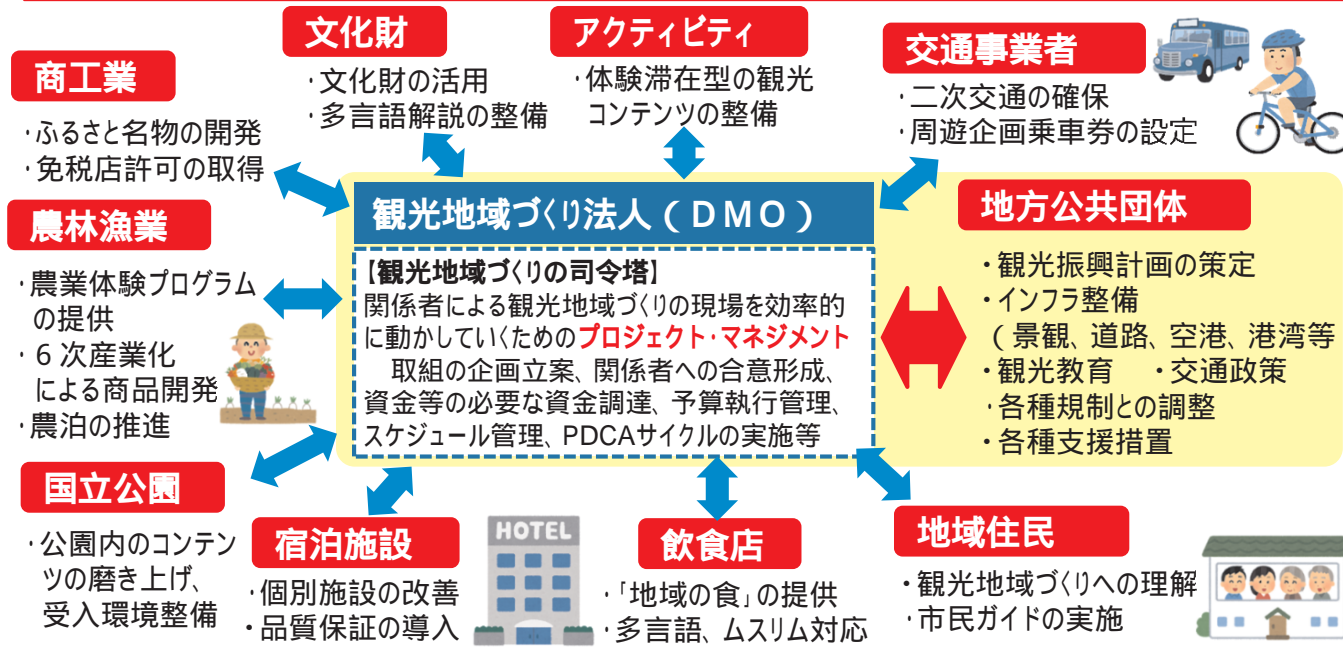 文化財
・文化財の活用
・多言語解説の整備
アクティビティ
・体験滞在型の観光
コンテンツの整備
交通事業者
・二次交通の確保
・周遊企画乗車券の設定
商工業
・ふるさと名物の開発
・免税店許可の取得
農林漁業
・農業体験プログラム
の提供
・６次産業化
による商品開発
・農泊の推進
観光地域づくり法人（ＤＭＯ）
【観光地域づくりの司令塔】
関係者による観光地域づくりの現場を効率的
に動かしていくためのプロジェクト・マネジメント
取組の企画立案、関係者への合意形成、
資金等の必要な資金調達、予算執行管理、
スケジュール管理、PDCAサイクルの実施等
地方公共団体
・観光振興計画の策定
・インフラ整備
（景観、道路、空港、港湾等
・観光教育　・交通政策
・各種規制との調整
・各種支援措置
国立公園
・公園内のコンテン
ツの磨き上げ、
受入環境整備
宿泊施設
・個別施設の改善
・品質保証の導入
HOTEL
飲食店
・「地域の食」の提供
・多言語、ムスリム対応
地域住民
・観光地域づくりへの理解
・市民ガイドの実施